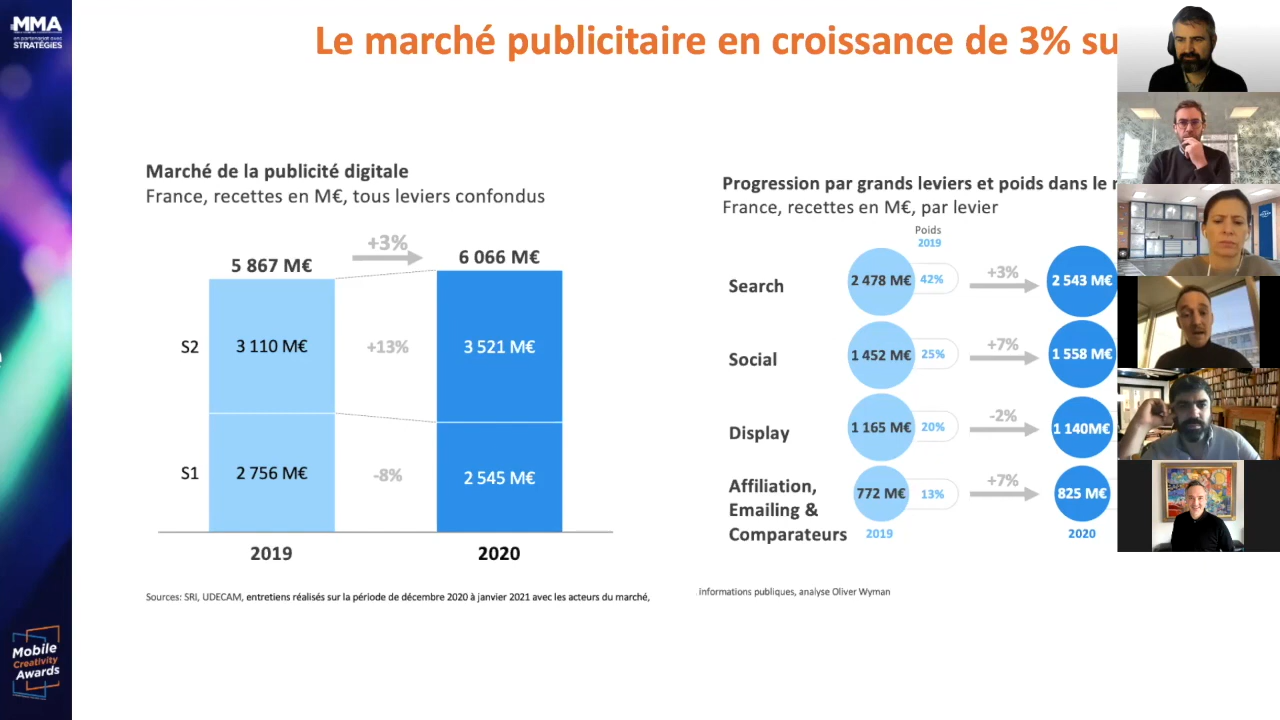 MMA
en partenariat avec
STRATÉGIES
Le marché publicitaire en croissance de 3% su
Marché de la publicité digitale
France, recettes en M€, tous leviers confondus
+3%
5 867 M€
6 066 M€
S2
3 110 M€
+13%
3 521 M€
S1
2 756 M€
-8%
2 545 M€
2019
2020
Sources: SRI, UDECAM, entretiens réalisés sur la période de décembre 2020 à janvier 2021 avec les acteurs du marché,
Progression par grands leviers et poids dans le
France, recettes en M€, par levier
Poids
2019
Search
2 478 M€
42%
+3%
2 543 M€
Social
1 452 M€
25%
+7%
1 558 M€
Display
1 165 M€
20%
-2%
1 140M€
Affiliation,
Emailing &
Comparateurs
772 M€
13%
+7%
825 M€
2019
2020
informations publiques, analyse Oliver Wyman
Mobile
Creativity
Awards